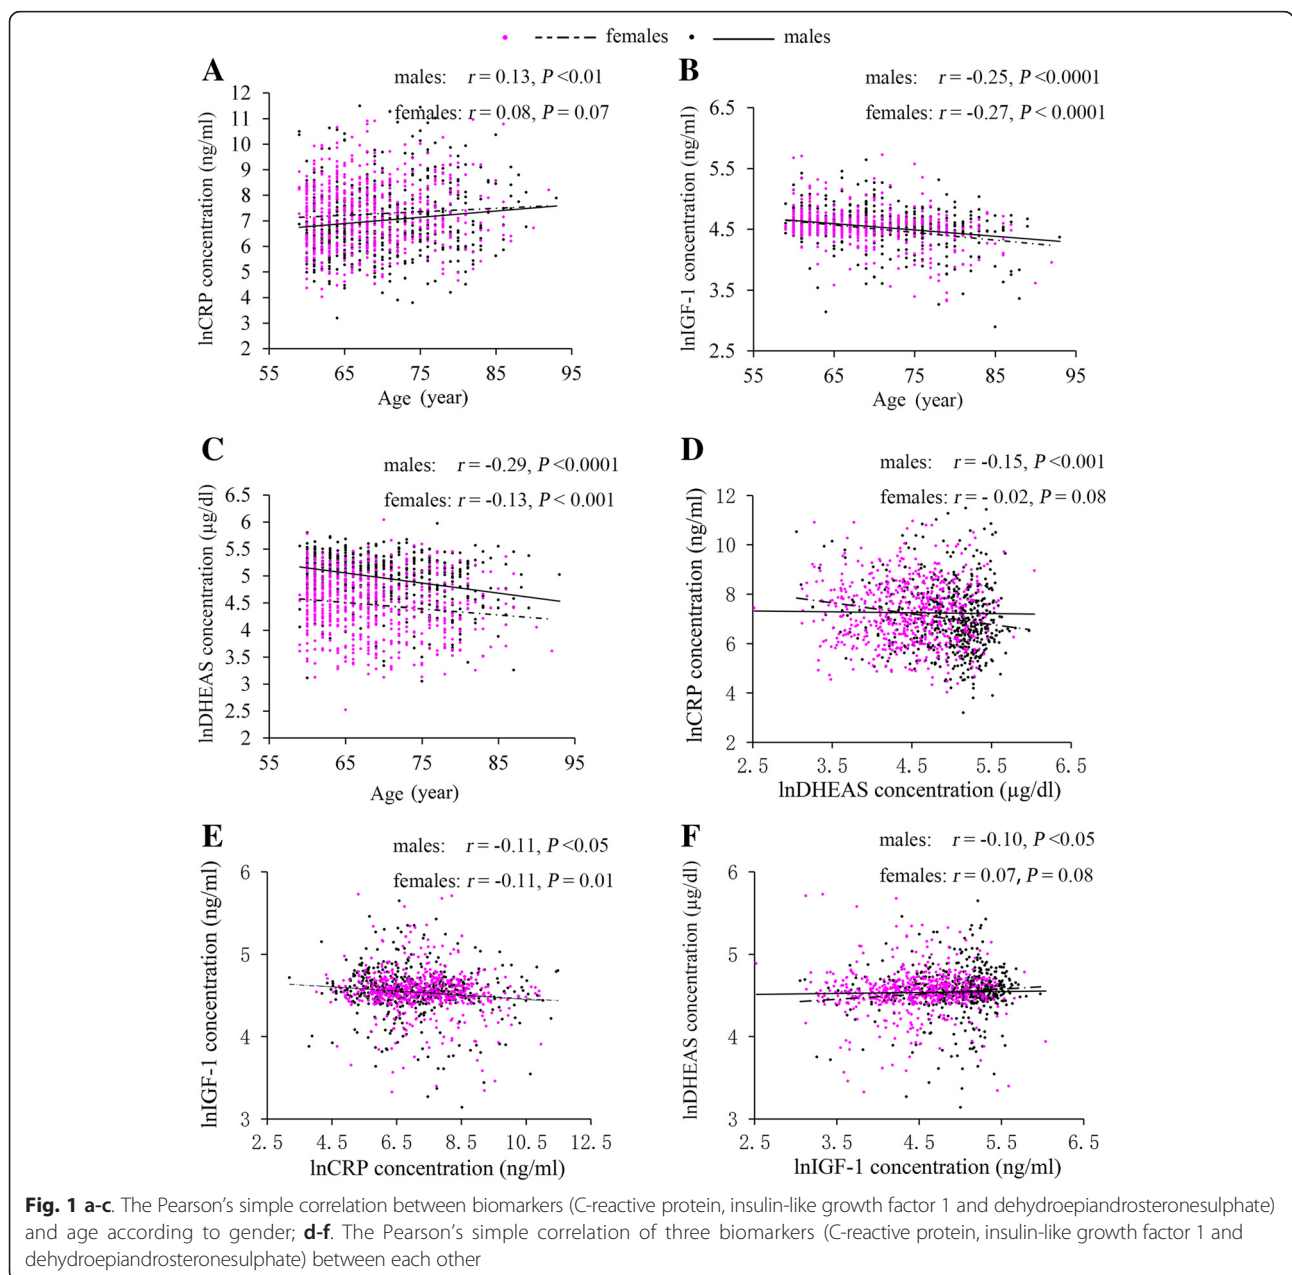 females males
A
males: r = 0.13, P <0.01
females: r = 0.08, P = 0.07
lnCRP concentration (ng/ml)
12
11
10
9
8
7
6
5
4
3
2
55 65 75 85 95
Age (year)
B
males: r = -0.25, P <0.0001
females: r = -0.27, P < 0.0001
lnIGF-1 concentration (ng/ml)
6.5
5.5
4.5
3.5
2.5
55 65 75 85 95
Age (year)
C
males: r = -0.29, P <0.0001
females: r = -0.13, P < 0.001
lnDHEAS concentration (µg/dl)
6.5
6
5.5
5
4.5
4
3.5
3
2.5
2
55 65 75 85 95
Age (year)
D
males: r = -0.15, P <0.001
females: r = - 0.02, P = 0.08
lnCRP concentration (ng/ml)
12
10
8
6
4
2
2.5 3.5 4.5 5.5 6.5
lnDHEAS concentration (µg/dl)
E
males: r = -0.11, P <0.05
females: r = -0.11, P = 0.01
lnIGF-1 concentration (ng/ml)
6
5
4
3
2.5 4.5 6.5 8.5 10.5 12.5
lnCRP concentration (ng/ml)
F
males: r = -0.10, P <0.05
females: r = 0.07, P = 0.08
lnDHEAS concentration (µg/dl)
6
5
4
3
2.5 3.5 4.5 5.5 6.5
lnIGF-1 concentration (ng/ml)
Fig. 1 a-c. The Pearson's simple correlation between biomarkers (C-reactive protein, insulin-like growth factor 1 and dehydroepiandrosteronesulphate)
and age according to gender; d-f. The Pearson's simple correlation of three biomarkers (C-reactive protein, insulin-like growth factor 1 and
dehydroepiandrosteronesulphate) between each other